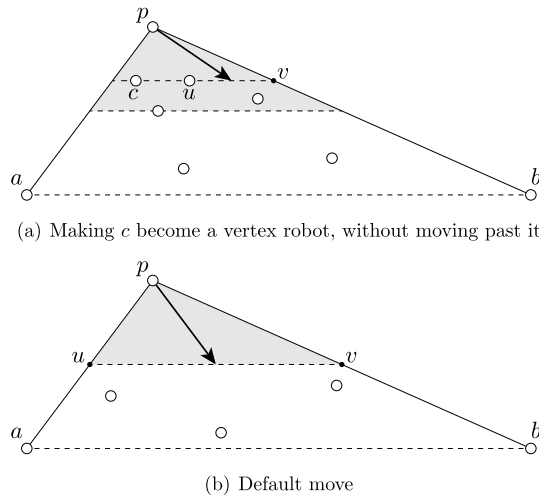 p
v
c u
a b
(a) Making c become a vertex robot, without moving past it
p
u v
a b
(b) Default move